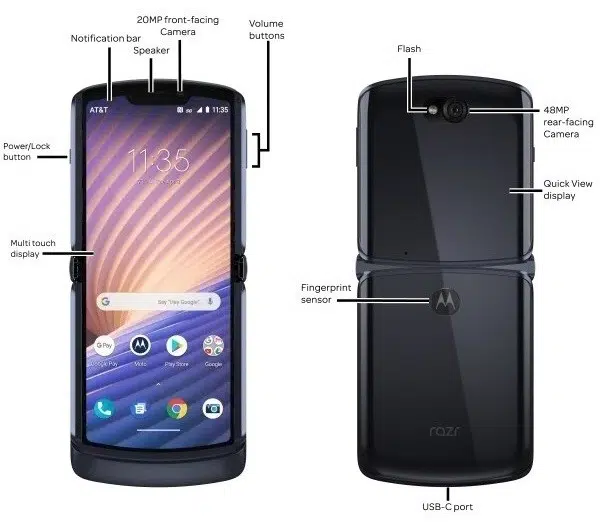 20MP front-facing
Camera
Notification bar
Speaker
Volume
buttons
Flash
48MP
rear-facing
Camera
Power/Lock
button
Quick View
display
Multi touch
display
Fingerprint
sensor
USB-C port
AT&T
11:35
11:35
G
Say "Hey Google"
G Pay
Google Pay
Moto
Play Store
Google
razr